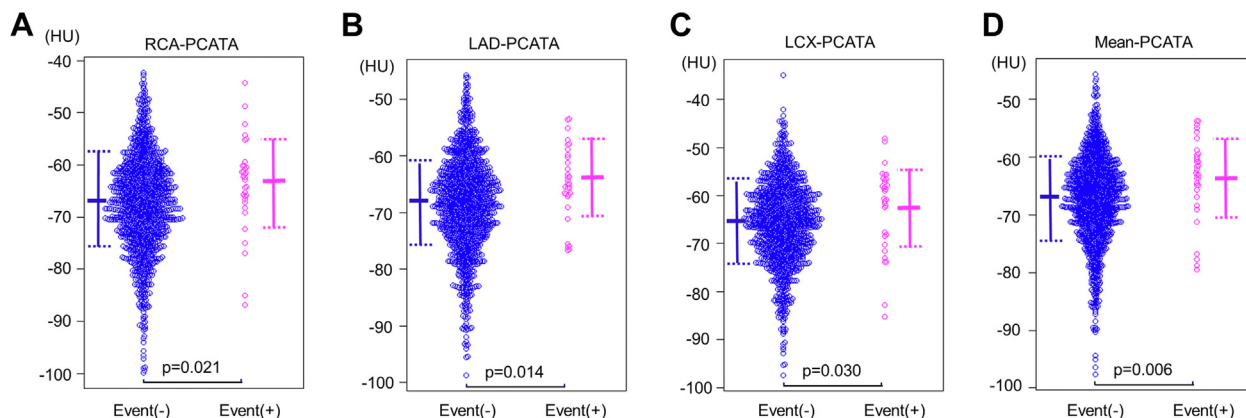 A
(HU)
RCA-PCATA
-40
-50
-60
-70
-80
-90
-100
p=0.021
Event(-) Event(+)
B
(HU)
LAD-PCATA
-50
-60
-70
-80
-90
-100
p=0.014
Event(-) Event(+)
C
(HU)
LCX-PCATA
-40
-50
-60
-70
-80
-90
-100
p=0.030
Event(-) Event(+)
D
(HU)
Mean-PCATA
-50
-60
-70
-80
-90
-100
p=0.006
Event(-) Event(+)